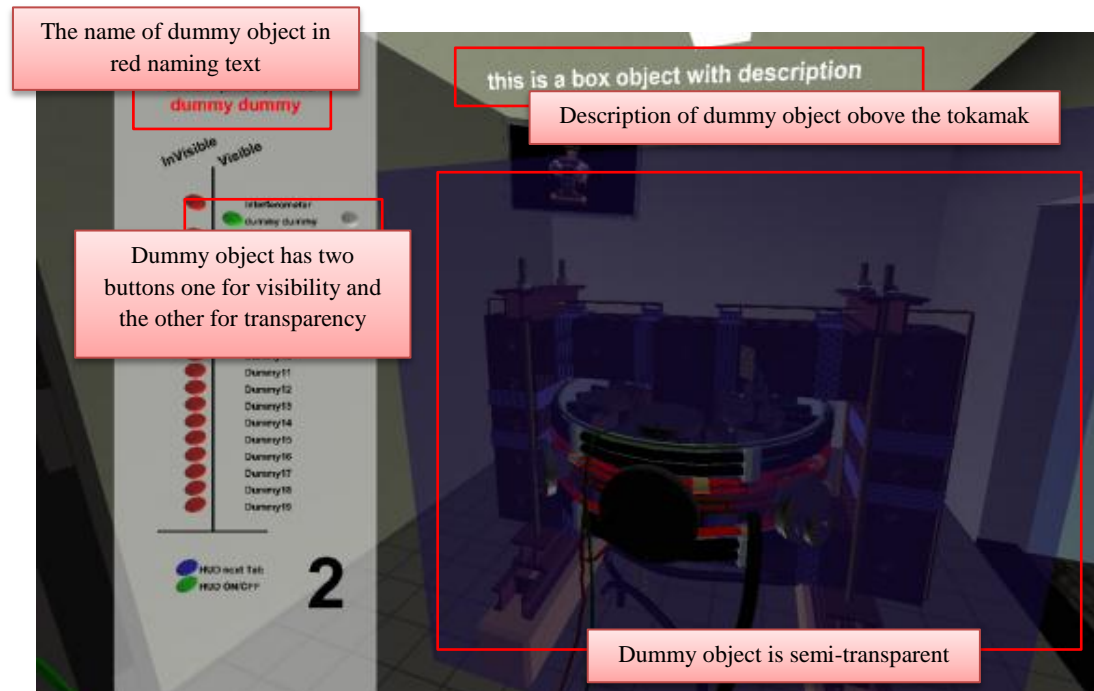 The name of dummy object in
red naming text
dummy dummy
this is a box object with description
Description of dummy object obove the tokamak
InVisible
Visible
Interferometer
dummy dummy
Dummy object has two
buttons one for visibility and
the other for transparency
Dummy11
Dummy12
Dummy13
Dummy14
Dummy15
Dummy16
Dummy17
Dummy18
Dummy19
HUD next Tab
HUD ON/OFF
2
Dummy object is semi-transparent